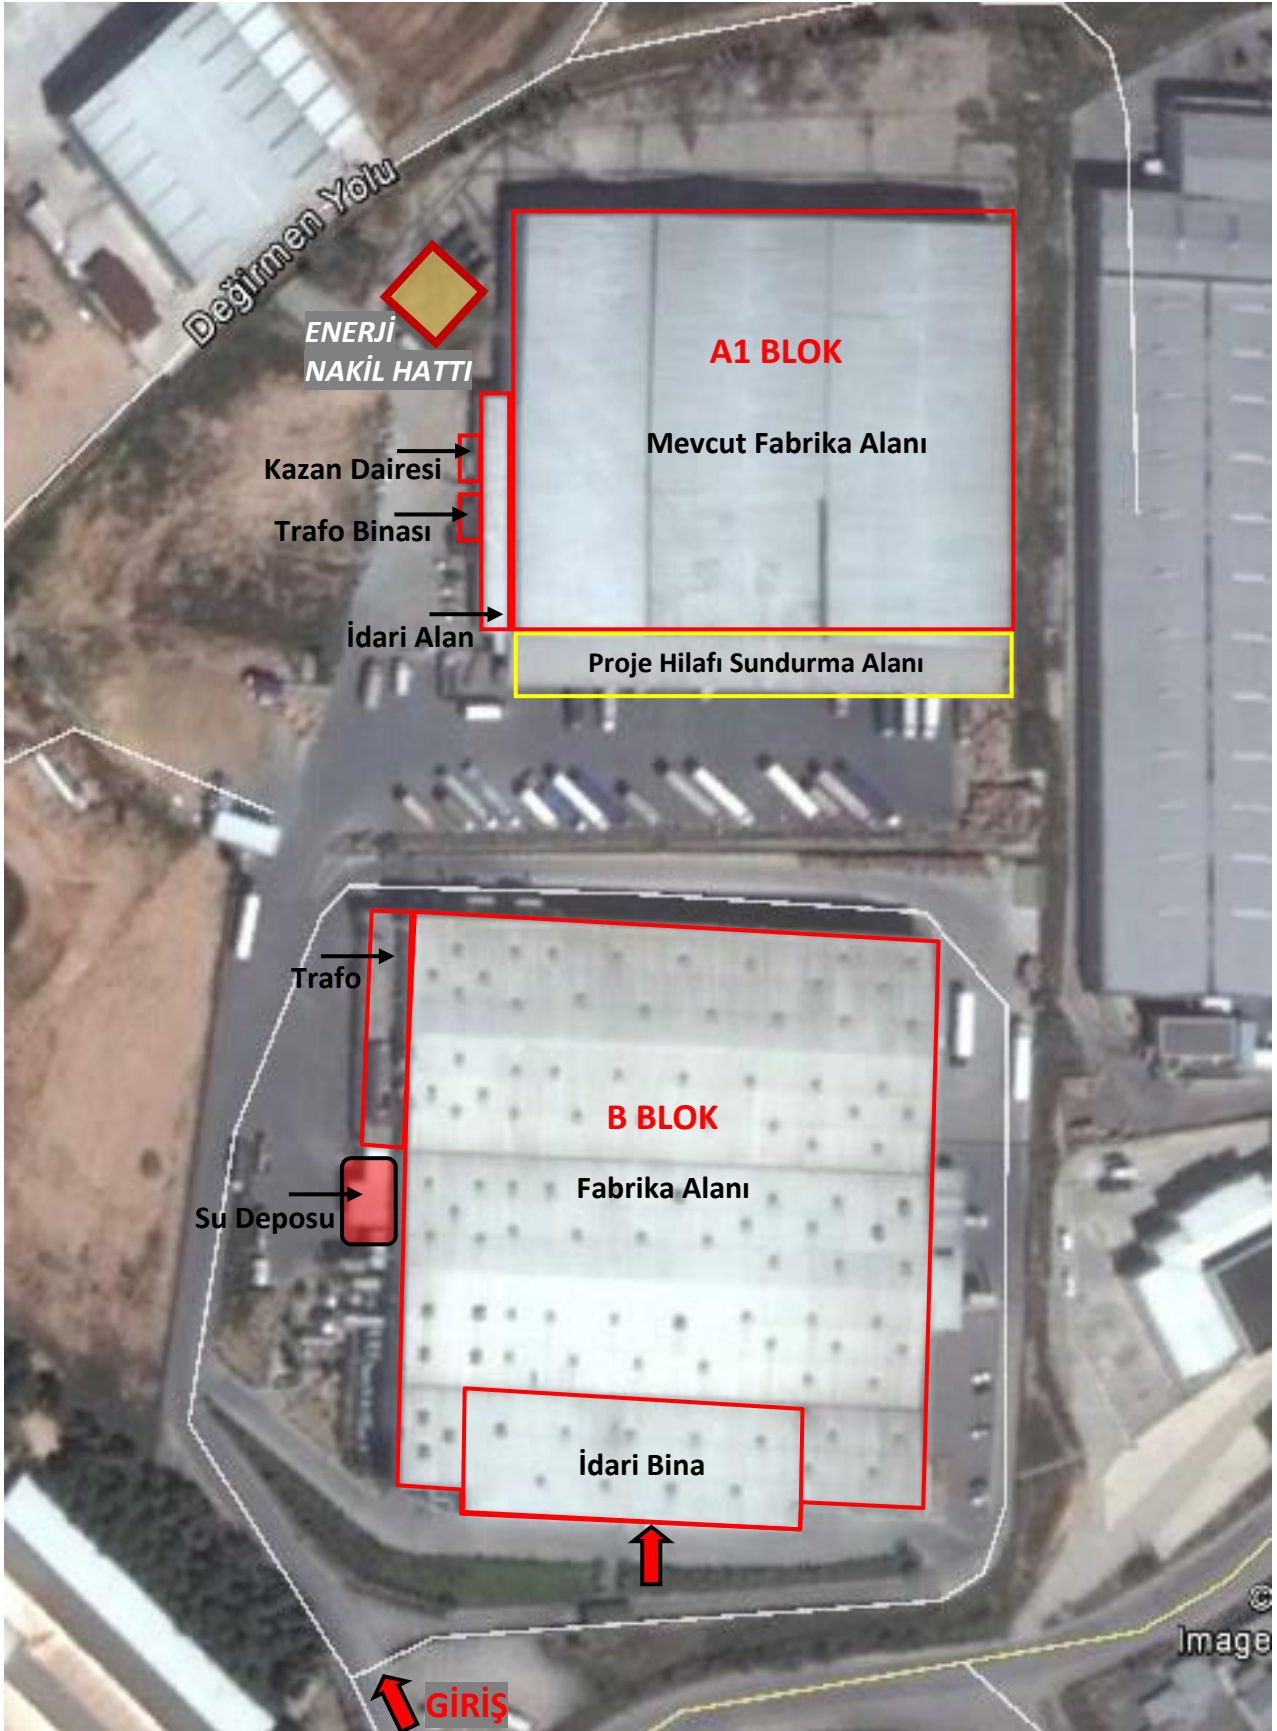 Değirmen Yolu
ENERJİ
NAKİL HATTI
A1 BLOK
Mevcut Fabrika Alanı
Kazan Dairesi
Trafo Binası
İdari Alan
Proje Hilafı Sundurma Alanı
Trafo
B BLOK
Fabrika Alanı
Su Deposu
İdari Bina
©
Image
GİRİŞ